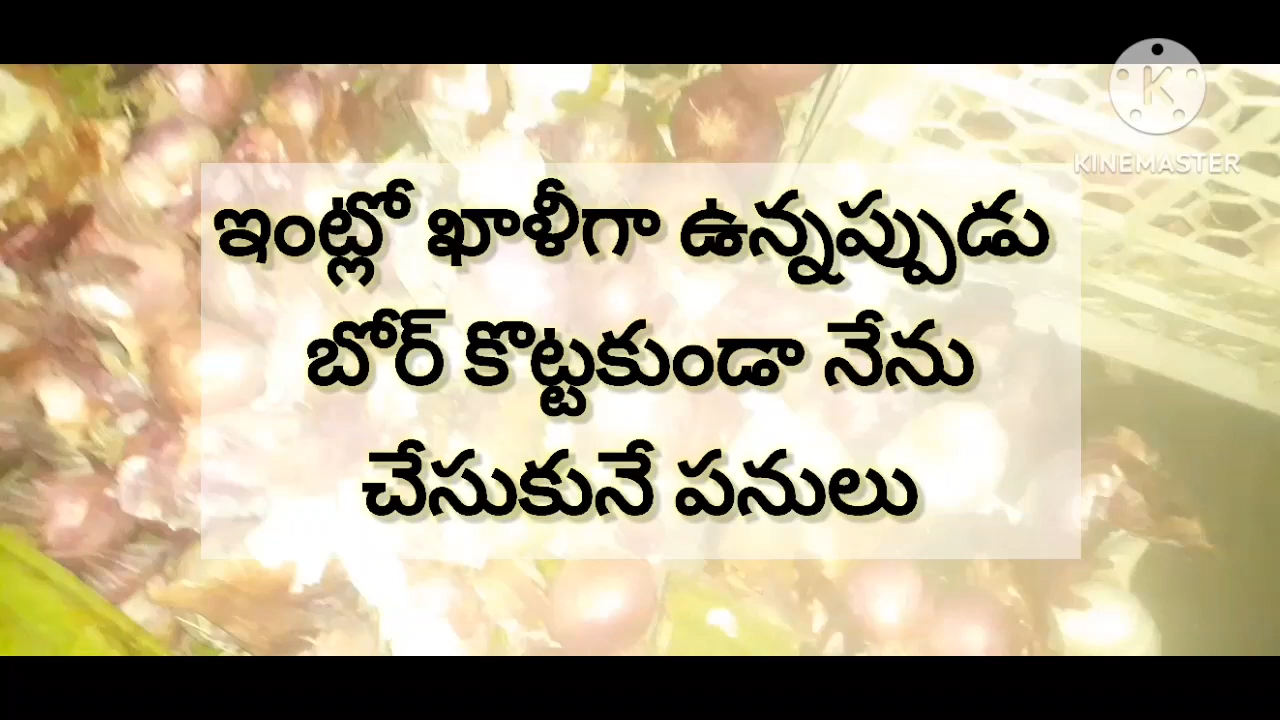 KINEMASTER
ఇంట్లో ఖాళీగా ఉన్నప్పుడు
బోర్ కొట్టకుండా నేను
చేసుకునే పనులు